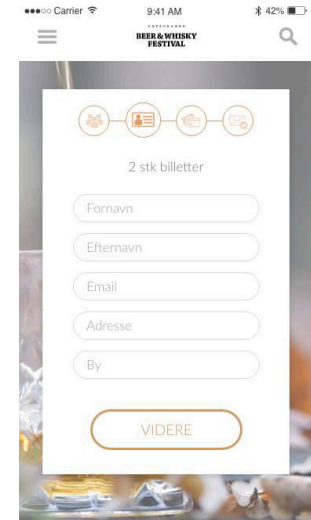 Carrier 9:41 AM 42%
COPENHAGEN
BEER & WHISKY
FESTIVAL
2 stk billetter
Fornavn
Efternavn
Email
Adresse
By
VIDERE